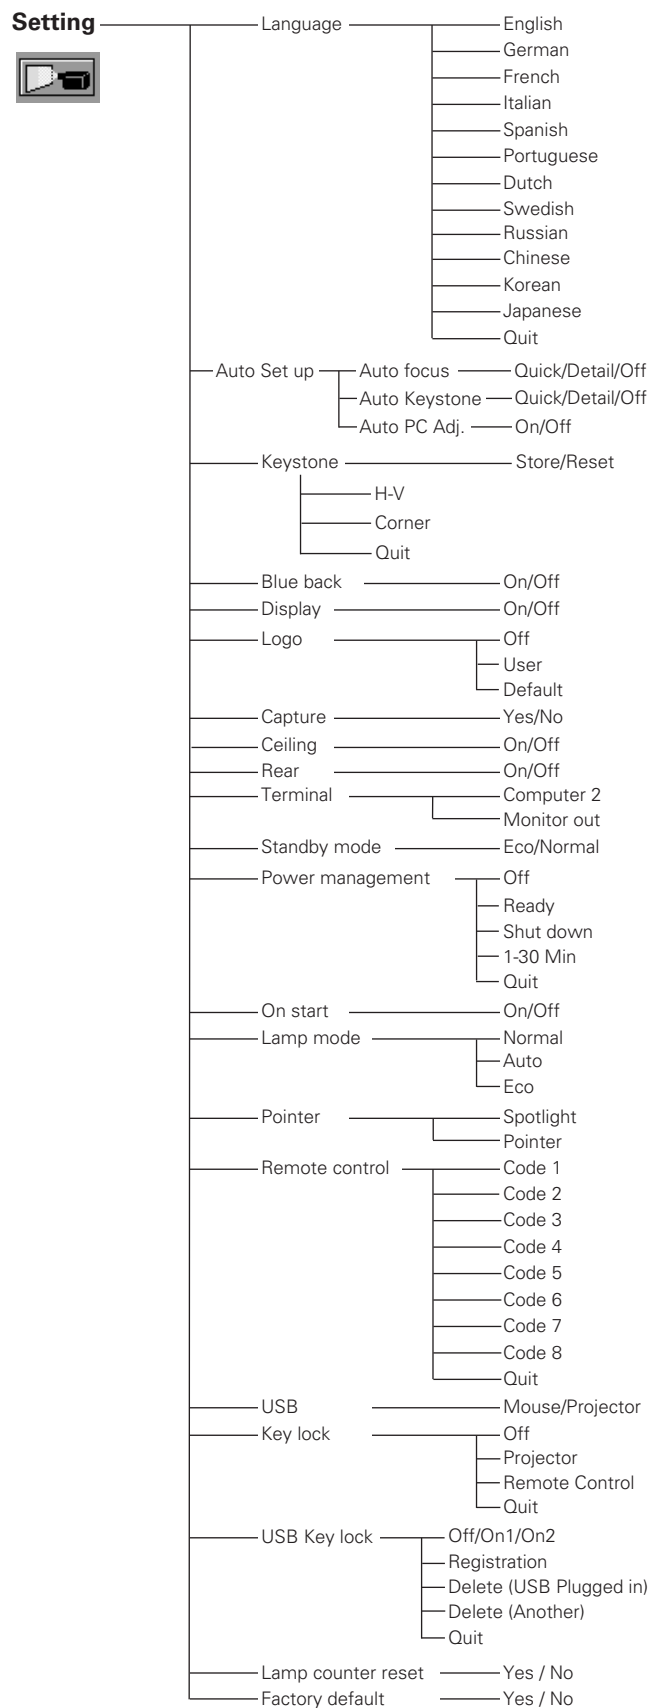 Setting Language English
German
French
Italian
Spanish
Portuguese
Dutch
Swedish
Russian
Chinese
Korean
Japanese
Quit
Auto Set up Auto focus Quick/Detail/Off
Auto Keystone Quick/Detail/Off
Auto PC Adj. On/Off
Keystone Store/Reset
H-V
Corner
Quit
Blue back On/Off
Display On/Off
Logo Off
User
Default
Capture Yes/No
Ceiling On/Off
Rear On/Off
Terminal Computer 2
Monitor out
Standby mode Eco/Normal
Power management Off
Ready
Shut down
1-30 Min
Quit
On start On/Off
Lamp mode Normal
Auto
Eco
Pointer Spotlight
Pointer
Remote control Code 1
Code 2
Code 3
Code 4
Code 5
Code 6
Code 7
Code 8
Quit
USB Mouse/Projector
Key lock Off
Projector
Remote Control
Quit
USB Key lock Off/On1/On2
Registration
Delete (USB Plugged in)
Delete (Another)
Quit
Lamp counter reset Yes / No
Factory default Yes / No